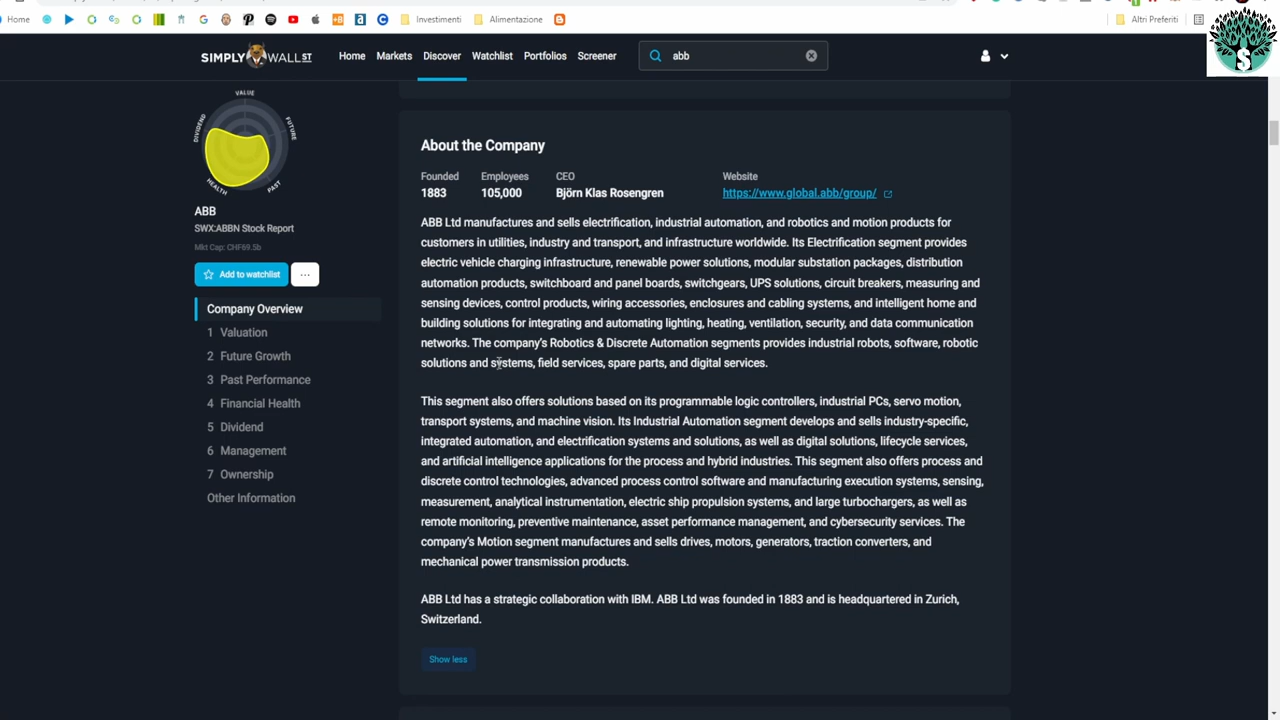 Home
Investimenti
Alimentazione
Altri Preferiti
SIMPLY WALL ST
Home Markets Discover Watchlist Portfolios Screener
abb
VALUE
FUTURE
PAST
HEALTH
DIVIDEND
ABB
SWX:ABBN Stock Report
Mkt Cap: CHF69.5b
Add to watchlist
...
Company Overview
1 Valuation
2 Future Growth
3 Past Performance
4 Financial Health
5 Dividend
6 Management
7 Ownership
Other Information
About the Company
Founded Employees CEO Website
1883 105,000 Björn Klas Rosengren https://www.global.abb/group/
ABB Ltd manufactures and sells electrification, industrial automation, and robotics and motion products for
customers in utilities, industry and transport, and infrastructure worldwide. Its Electrification segment provides
electric vehicle charging infrastructure, renewable power solutions, modular substation packages, distribution
automation products, switchboard and panel boards, switchgears, UPS solutions, circuit breakers, measuring and
sensing devices, control products, wiring accessories, enclosures and cabling systems, and intelligent home and
building solutions for integrating and automating lighting, heating, ventilation, security, and data communication
networks. The company's Robotics & Discrete Automation segments provides industrial robots, software, robotic
solutions and systems, field services, spare parts, and digital services.
This segment also offers solutions based on its programmable logic controllers, industrial PCs, servo motion,
transport systems, and machine vision. Its Industrial Automation segment develops and sells industry-specific,
integrated automation, and electrification systems and solutions, as well as digital solutions, lifecycle services,
and artificial intelligence applications for the process and hybrid industries. This segment also offers process and
discrete control technologies, advanced process control software and manufacturing execution systems, sensing,
measurement, analytical instrumentation, electric ship propulsion systems, and large turbochargers, as well as
remote monitoring, preventive maintenance, asset performance management, and cybersecurity services. The
company's Motion segment manufactures and sells drives, motors, generators, traction converters, and
mechanical power transmission products.
ABB Ltd has a strategic collaboration with IBM. ABB Ltd was founded in 1883 and is headquartered in Zurich,
Switzerland.
Show less